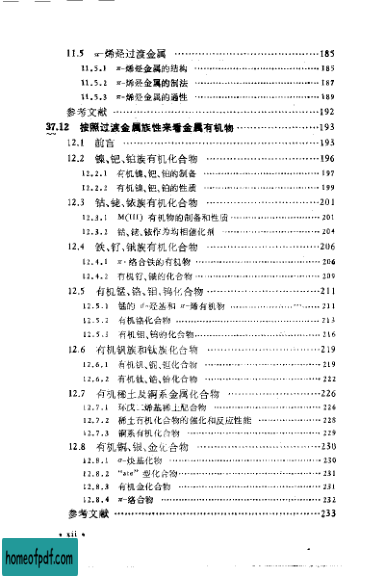 11.5 π-烯烃过渡金属 185
11.5.1 π-烯烃金属的结构 185
11.5.2 π-烯烃金属的制法 187
11.5.3 π-烯烃金属的通性 189
参考文献 192
37.12 按照过渡金属族性来看金属有机物 193
12.1 前言 193
12.2 镍、钯、铂族有机化合物 196
12.2.1 有机镍、钯、铂的制备 197
12.2.2 有机镍、钯、铂的性质 199
12.3 钴、铑、铱族有机化合物 201
12.3.1 M(III) 有机物的制备和性质 201
12.3.2 钴、铑、铱作为均相催化剂 204
12.4 铁、钌、锇族有机化合物 206
12.4.1 π-络合铁的有机物 206
12.4.2 有机钌、锇的化合物 209
12.5 有机锰、铬、钼、钨化合物 211
12.5.1 锰的 σ-烃基和 π-烯有机物 211
12.5.2 有机铬化合物 213
12.5.3 有机钼、钨的化合物 216
12.6 有机钒族和钛族化合物 219
12.6.1 有机钒、铌、钽化合物 219
12.6.2 有机钛、锆、铪化合物 222
12.7 有机稀土及锕系金属化合物 226
12.7.1 环戊二烯基稀土配合物 226
12.7.2 稀土有机化合物的催化和反应性能 228
12.7.3 锕系有机化合物 229
12.8 有机铜、银、金化合物 230
12.8.1 π-炔基化物 230
12.8.2 “ate” 型化合物 231
12.8.3 有机金化合物 231
12.8.4 π-络合物 232
参考文献 233
• xii •
homeofpdf.com